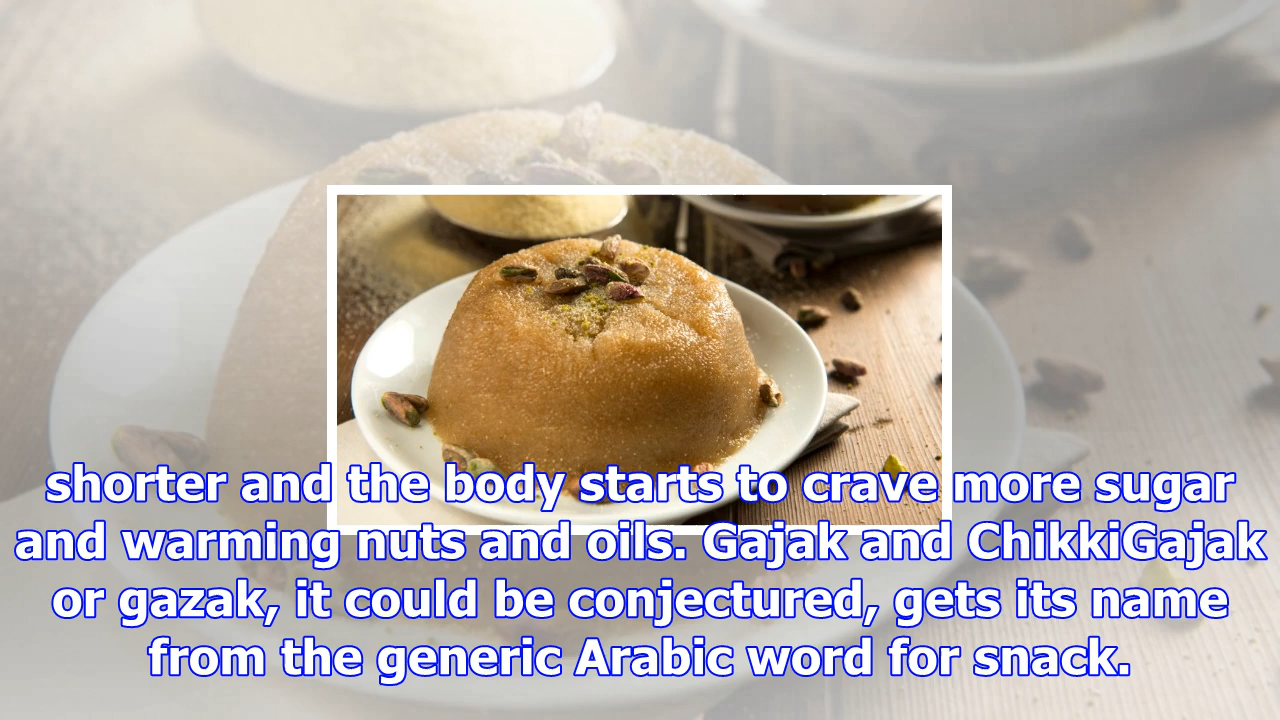 shorter and the body starts to crave more sugar
and warming nuts and oils. Gajak and ChikkiGajak
or gazak, it could be conjectured, gets its name
from the generic Arabic word for snack.